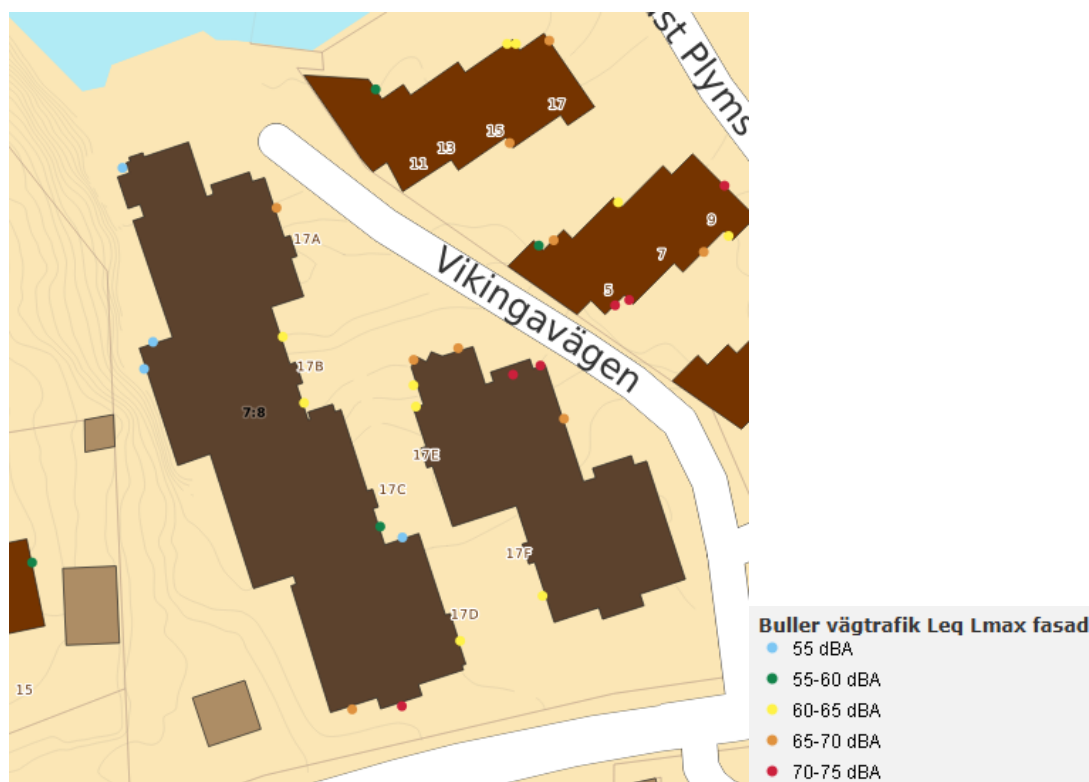 st Plyms
17
15
13
11
9
17A
7
5
Vikingavägen
17B
7:8
17E
17C
17F
17D
15
Buller vägtrafik Leq Lmax fasad
55 dBA
55-60 dBA
60-65 dBA
65-70 dBA
70-75 dBA